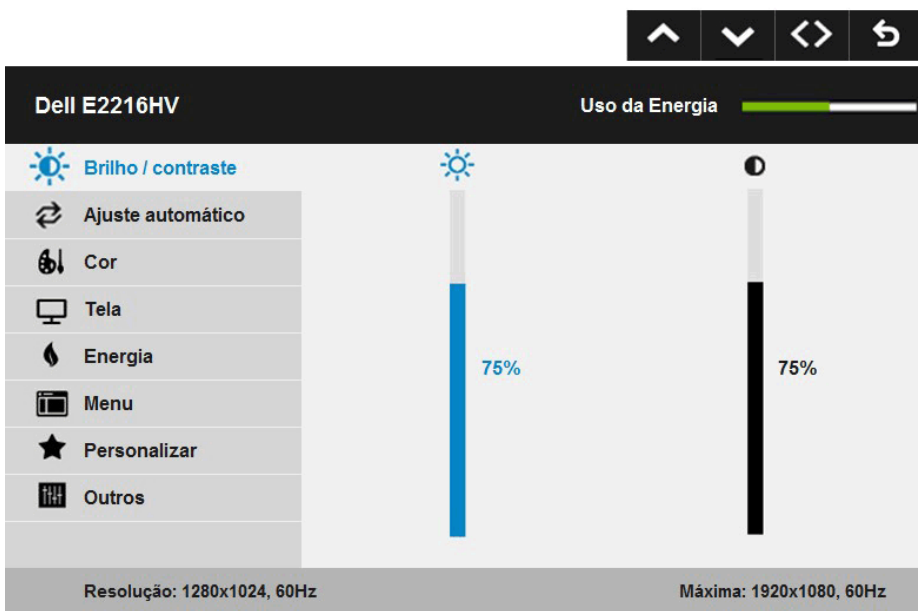 Dell E2216HV
Uso da Energia
Brilho / contraste
Ajuste automático
Cor
Tela
Energia
Menu
Personalizar
Outros
75%
75%
Resolução: 1280x1024, 60Hz
Máxima: 1920x1080, 60Hz